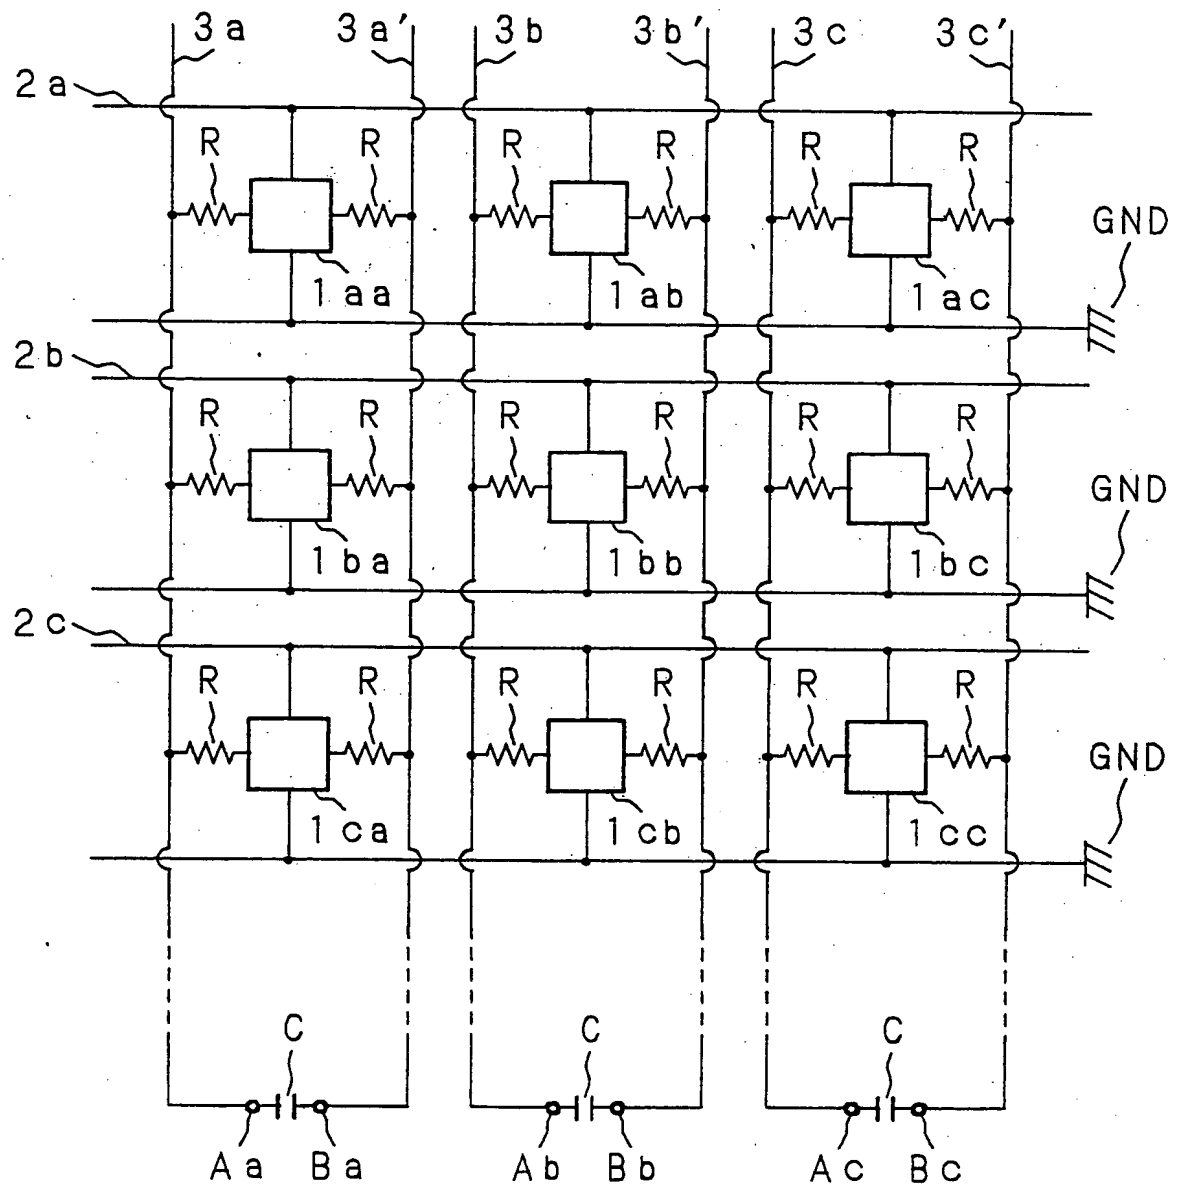 3a 3a' 3b 3b' 3c 3c'
2a
R R R R R R
GND
1aa 1ab 1ac
2b
R R R R R R
GND
1ba 1bb 1bc
2c
R R R R R R
GND
1ca 1cb 1cc
C C C
Aa Ba Ab Bb Ac Bc